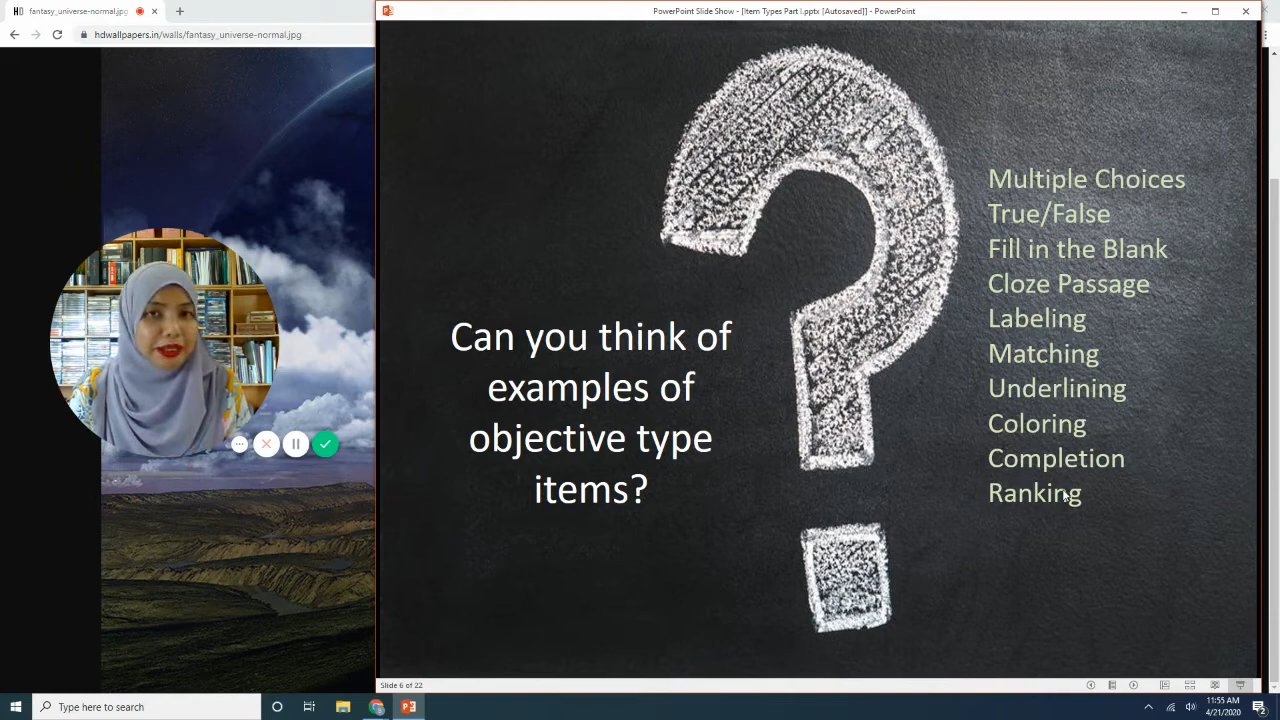 fantasy_universe-normal.jpg
hdwallpapers.in/walls/fantasy_universe-normal.jpg
PowerPoint Slide Show - [Item Types Part I.pptx [Autosaved]] - PowerPoint
Can you think of
examples of
objective type
items?
Multiple Choices
True/False
Fill in the Blank
Cloze Passage
Labeling
Matching
Underlining
Coloring
Completion
Ranking
Slide 6 of 22
Type here to search
11:55 AM
4/21/2020
2